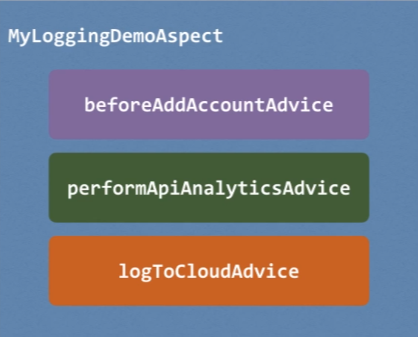 MyLoggingDemoAspect
beforeAddAccountAdvice
performApiAnalyticsAdvice
logToCloudAdvice